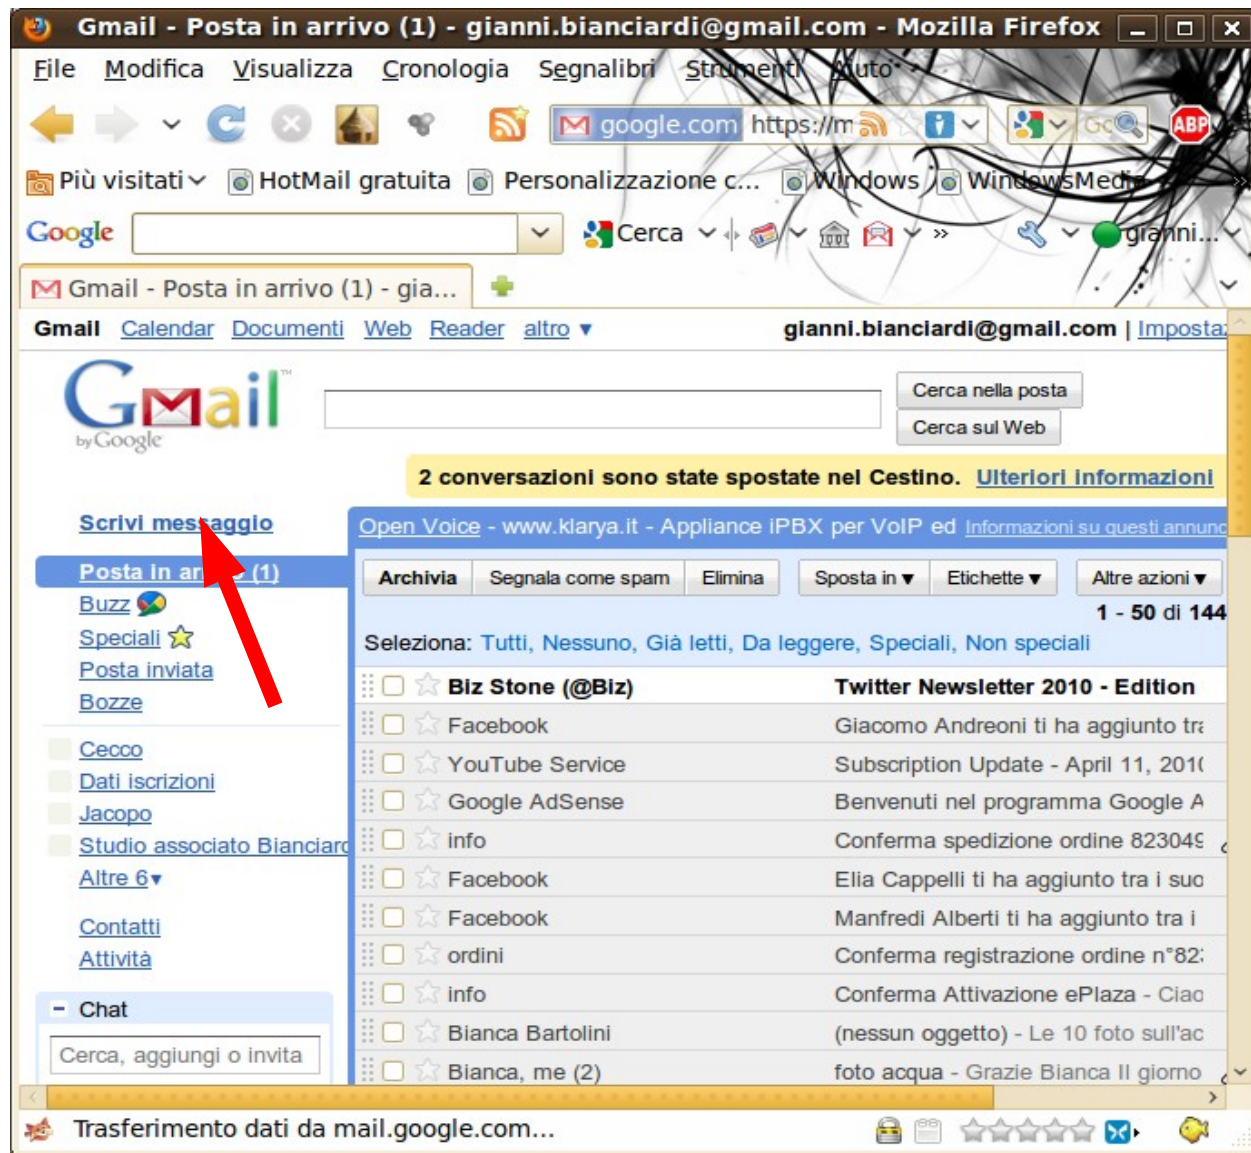 Gmail - Posta in arrivo (1) - gianni.bianciardi@gmail.com - Mozilla Firefox
File Modifica Visualizza Cronologia Segnalibri Strumenti Aiuto
google.com https://m
ABP
Più visitati HotMail gratuita Personalizzazione c... Windows WindowsMedia
Google Cerca » gianni...
Gmail - Posta in arrivo (1) - gia...
Gmail Calendar Documenti Web Reader altro ▼ gianni.bianciardi@gmail.com | Imposta
Gmail™
by Google
Cerca nella posta
Cerca sul Web
2 conversazioni sono state spostate nel Cestino. Ulteriori informazioni
Scrivi messaggio
Open Voice - www.klarya.it - Appliance iPBX per VoIP ed Informazioni su questi annunc
Posta in arrivo (1)
Archivia Segnala come spam Elimina Sposta in ▼ Etichette ▼ Altre azioni ▼
Buzz
1 - 50 di 144
Speciali
Seleziona: Tutti, Nessuno, Già letti, Da leggere, Speciali, Non speciali
Posta inviata
Bozze
Cecco
Dati iscrizioni
Jacopo
Studio associato Bianciard
Altre 6▼
Contatti
Attività
– Chat
Cerca, aggiungi o invita
Biz Stone (@Biz) Twitter Newsletter 2010 - Edition
Facebook Giacomo Andreoni ti ha aggiunto tra
YouTube Service Subscription Update - April 11, 2010
Google AdSense Benvenuti nel programma Google A
info Conferma spedizione ordine 823049
Facebook Elia Cappelli ti ha aggiunto tra i suo
Facebook Manfredi Alberti ti ha aggiunto tra i
ordini Conferma registrazione ordine n°82
info Conferma Attivazione ePlaza - Ciao
Bianca Bartolini (nessun oggetto) - Le 10 foto sull'ac
Bianca, me (2) foto acqua - Grazie Bianca Il giorno
Trasferimento dati da mail.google.com...